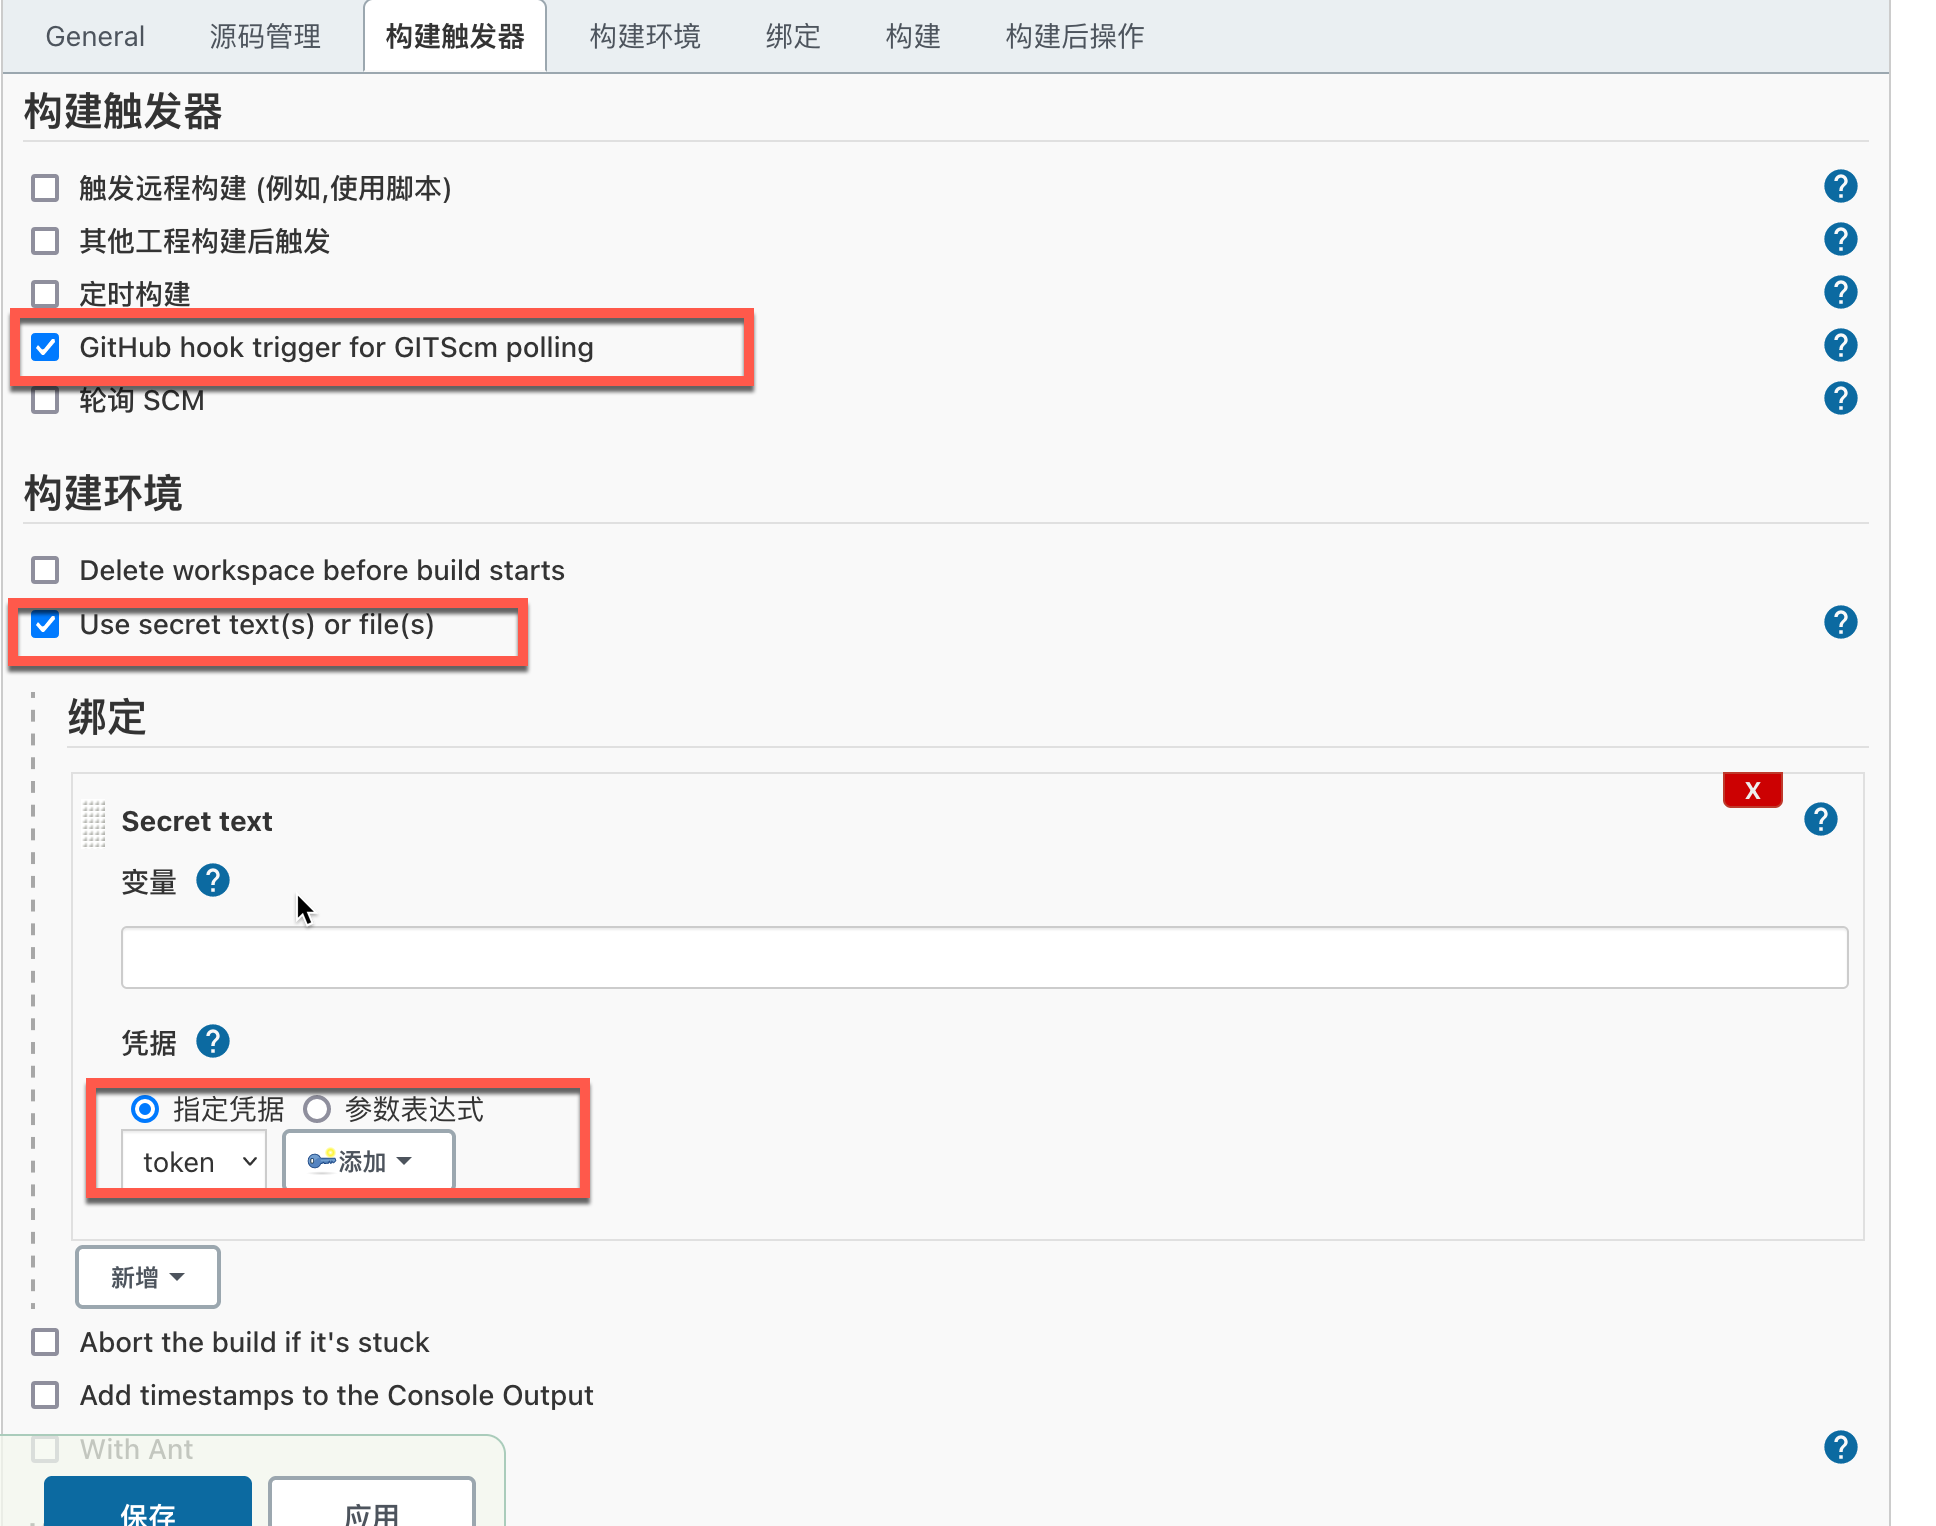 General 源码管理 构建触发器 构建环境 绑定 构建 构建后操作
构建触发器
触发远程构建 (例如,使用脚本)
其他工程构建后触发
定时构建
GitHub hook trigger for GITScm polling
轮询 SCM
构建环境
Delete workspace before build starts
Use secret text(s) or file(s)
绑定
X
Secret text
变量
凭据
指定凭据 参数表达式
token 添加
新增
Abort the build if it's stuck
Add timestamps to the Console Output
With Ant
保存 应用